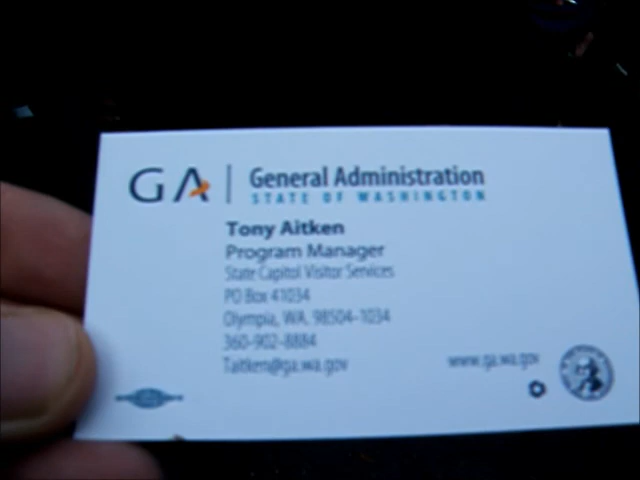 GA General Administration
STATE OF WASHINGTON
Tony Aitken
Program Manager
State Capitol Visitor Services
PO Box 41034
Olympia, WA, 98504-1034
360-902-8884
Taitken@ga.wa.gov
www.ga.wa.gov